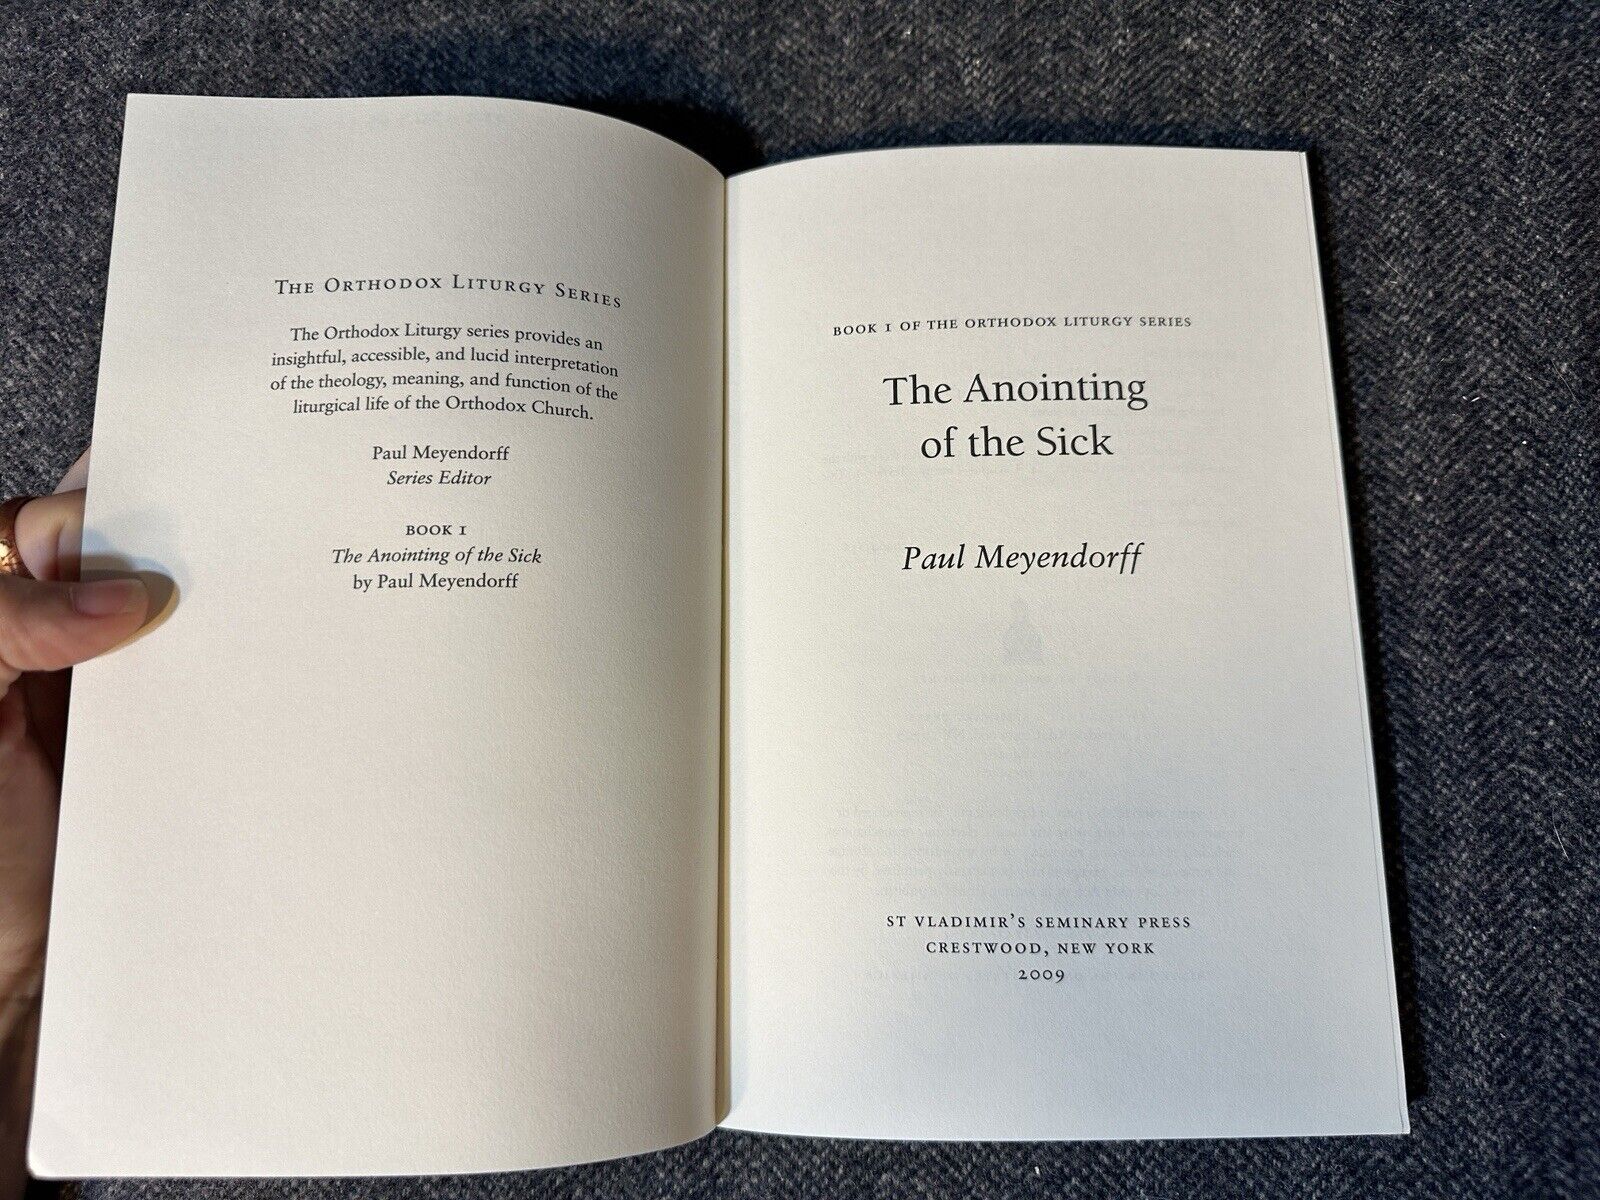 The Orthodox Liturgy Series
The Orthodox Liturgy series provides an
insightful, accessible, and lucid interpretation
of the theology, meaning, and function of the
liturgical life of the Orthodox Church.
Paul Meyendorff
Series Editor
BOOK I
The Anointing of the Sick
by Paul Meyendorff
BOOK I OF THE ORTHODOX LITURGY SERIES
The Anointing
of the Sick
Paul Meyendorff
ST VLADIMIR'S SEMINARY PRESS
CRESTWOOD, NEW YORK
2009